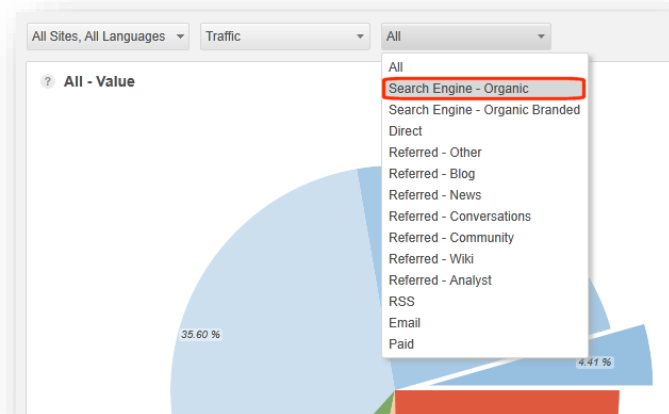 All Sites, All Languages
Traffic
All
? All - Value
All
Search Engine - Organic
Search Engine - Organic Branded
Direct
Referred - Other
Referred - Blog
Referred - News
Referred - Conversations
Referred - Community
Referred - Wiki
Referred - Analyst
RSS
Email
Paid
35.60 %
4.41 %